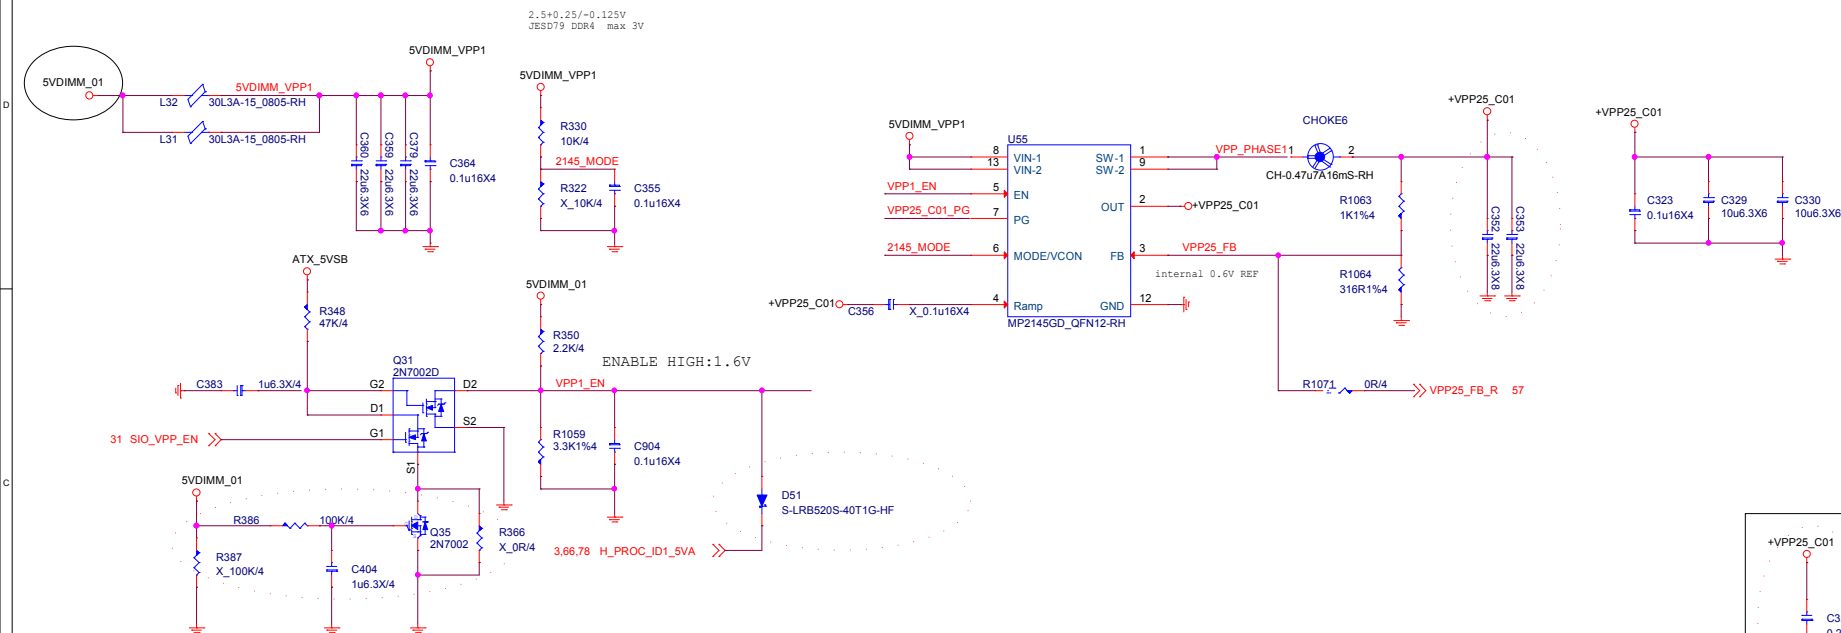 2.5+0.25/-0.125V
JESD79 DDR4 max 3V
5VDIMM_01
5VDIMM_VPP1
5VDIMM_VPP1
L32 30L3A-15_0805-RH
L31 30L3A-15_0805-RH
C360 22u6.3X6
C359 22u6.3X6
C379 22u6.3X6
C364
0.1u16X4
5VDIMM_VPP1
R330
10K/4
2145_MODE
R322
X_10K/4
C355
0.1u16X4
D
5VDIMM_VPP1
U55
8 VIN-1
13 VIN-2
VPP1_EN 5 EN
VPP25_C01_PG 7 PG
2145_MODE 6 MODE/VCON
+VPP25_C01 C356 X_0.1u16X4 4 Ramp
SW-1 1
SW-2 9
OUT 2 +VPP25_C01
FB 3 VPP25_FB
internal 0.6V REF
GND 12
MP2145GD_QFN12-RH
VPP_PHASE1 1
CHOKE6
2
CH-0.47u7A16mS-RH
R1063
1K1%4
R1064
316R1%4
+VPP25_C01
C352 22u6.3X8
C353 22u6.3X8
+VPP25_C01
C323
0.1u16X4
C329
10u6.3X6
C330
10u6.3X6
R1071 0R/4 VPP25_FB_R 57
ATX_5VSB
R348
47K/4
C383 1u6.3X/4
Q31
2N7002D
G2
D1
G1
D2
S2
S1
31 SIO_VPP_EN
5VDIMM_01
R350
2.2K/4
ENABLE HIGH:1.6V
VPP1_EN
R1059
3.3K1%4
C904
0.1u16X4
D51
S-LRB520S-40T1G-HF
3,66,78 H_PROC_ID1_5VA
C
5VDIMM_01
R386 100K/4
R387
X_100K/4
C404
1u6.3X/4
Q35
2N7002
R366
X_0R/4
+VPP25_C01